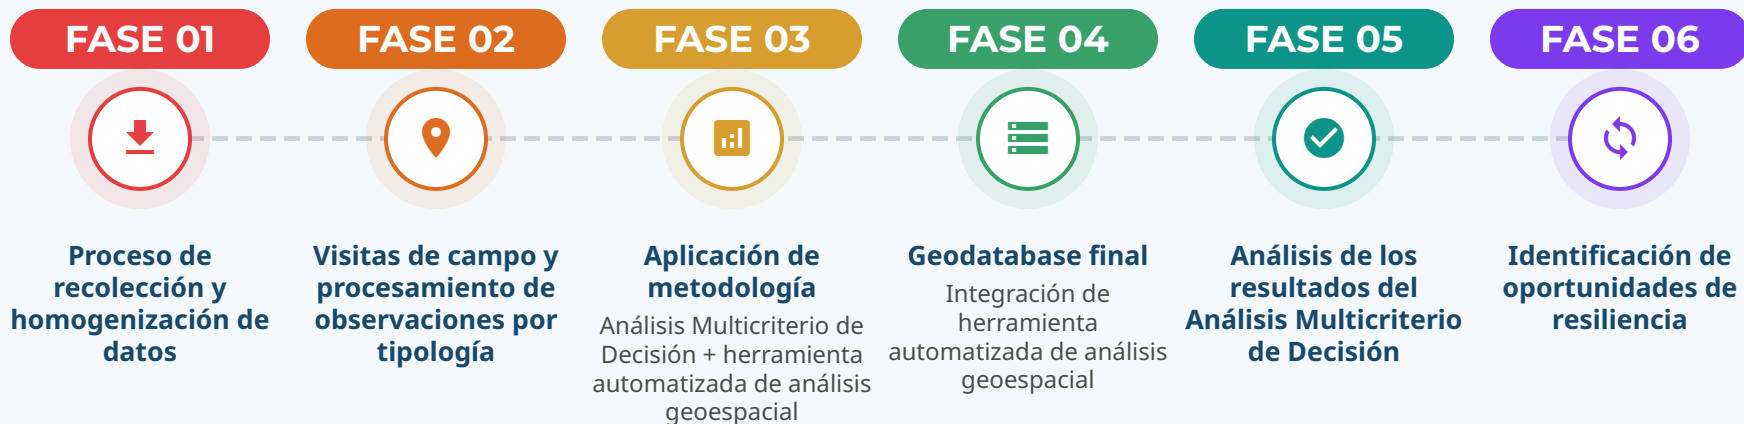 FASE 01
Proceso de
recolección y
homogenización de
datos
FASE 02
Visitas de campo y
procesamiento de
observaciones por
tipología
FASE 03
Aplicación de
metodología
Análisis Multicriterio de
Decisión + herramienta
automatizada de análisis
geoespacial
FASE 04
Geodatabase final
Integración de
herramienta
automatizada de análisis
geoespacial
FASE 05
Análisis de los
resultados del
Análisis Multicriterio
de Decisión
FASE 06
Identificación de
oportunidades de
resiliencia